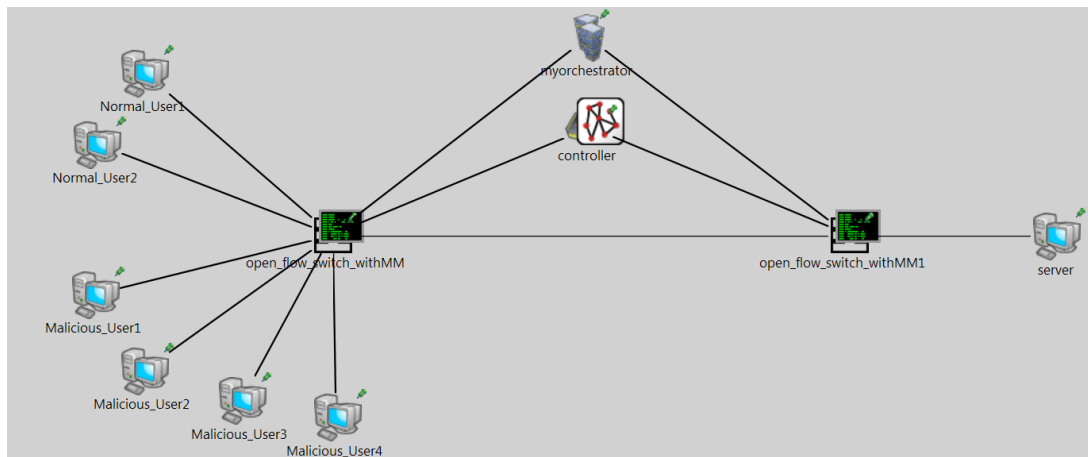 myorchestrator
Normal_User1
controller
Normal_User2
open_flow_switch_withMM
open_flow_switch_withMM1
server
Malicious_User1
Malicious_User2
Malicious_User3
Malicious_User4